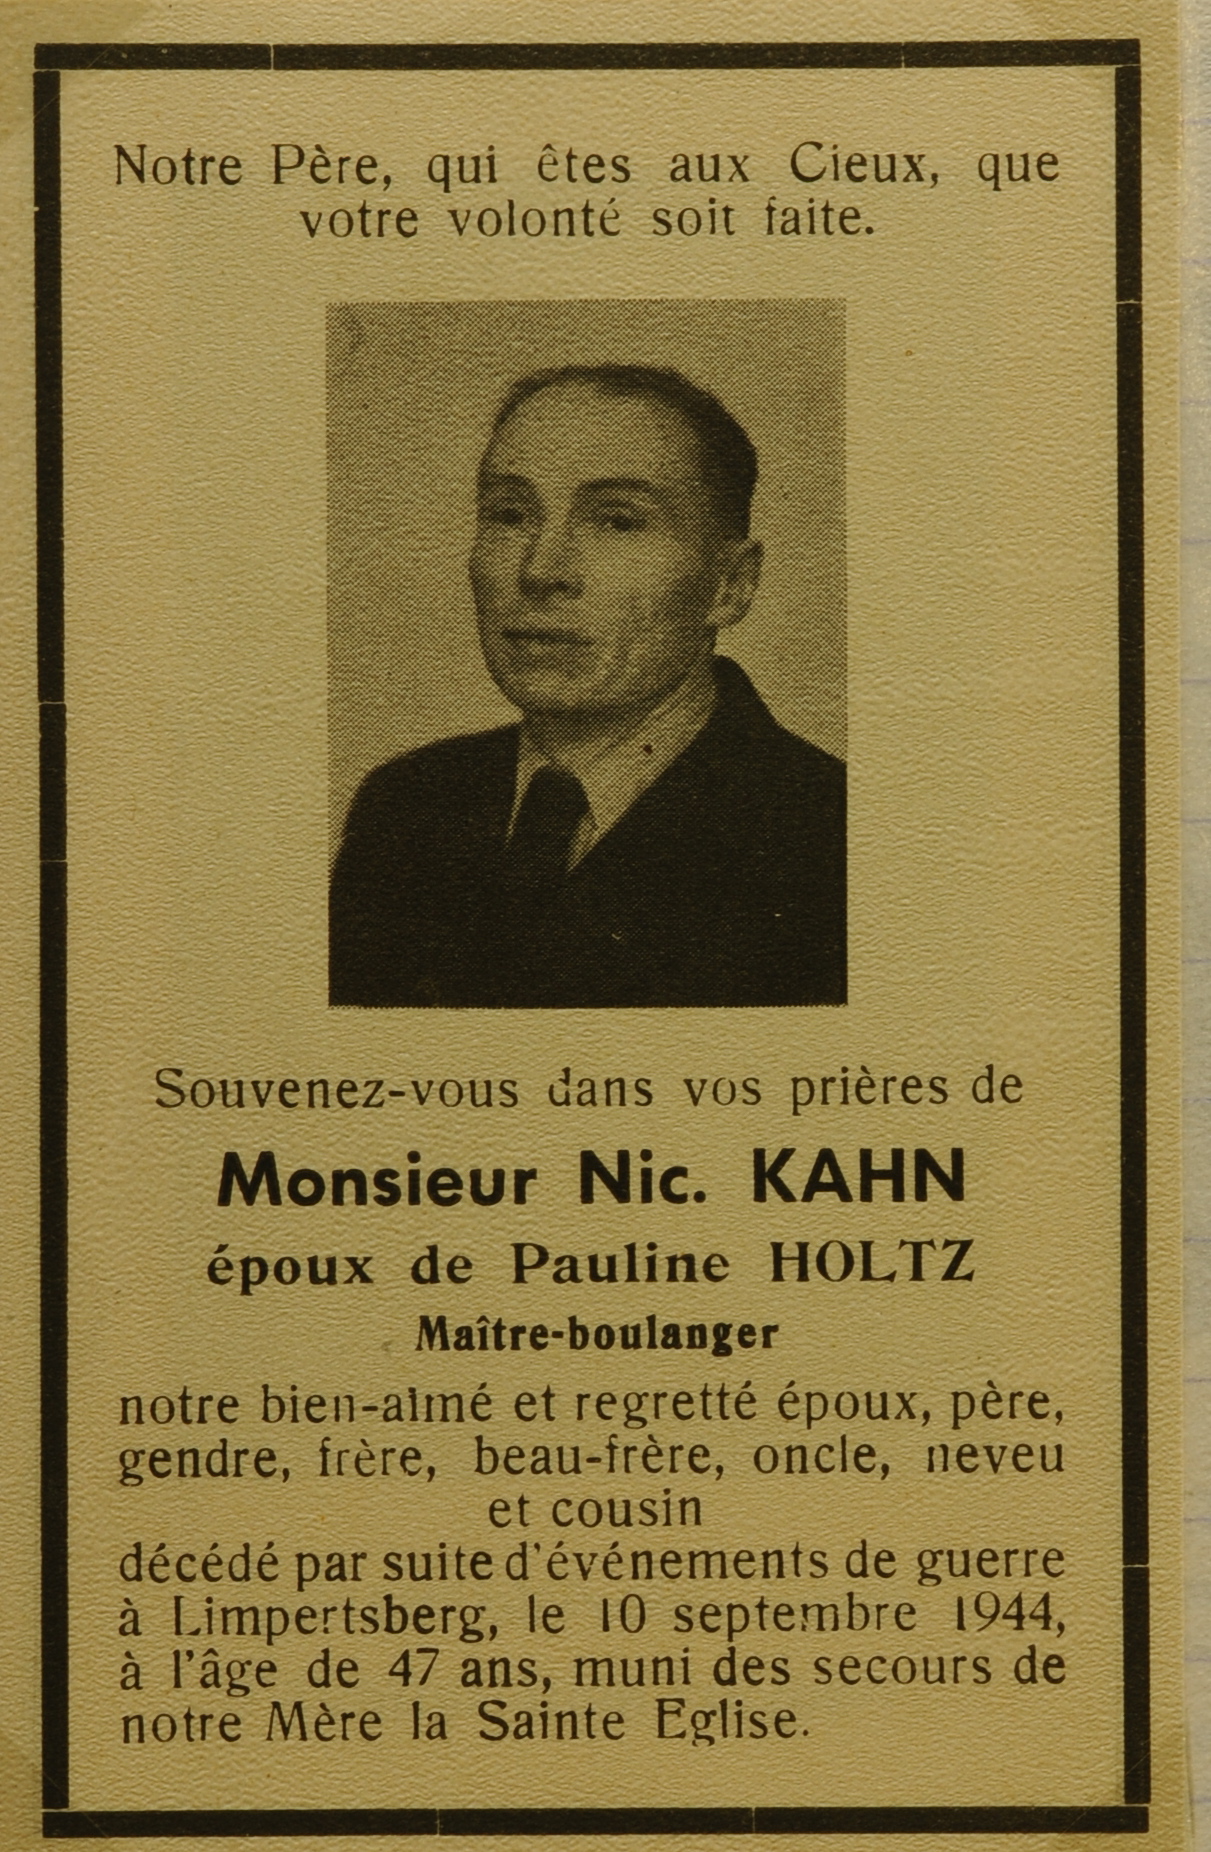 Notre Père, qui êtes aux Cieux, que
votre volonté soit faite.
Souvenez-vous dans vos prières de
Monsieur Nic. KAHN
époux de Pauline HOLTZ
Maître-boulanger
notre bien-aimé et regretté époux, père,
gendre, frère, beau-frère, oncle, neveu
et cousin
décédé par suite d'événements de guerre
à Limpertsberg, le 10 septembre 1944,
à l'âge de 47 ans, muni des secours de
notre Mère la Sainte Eglise.